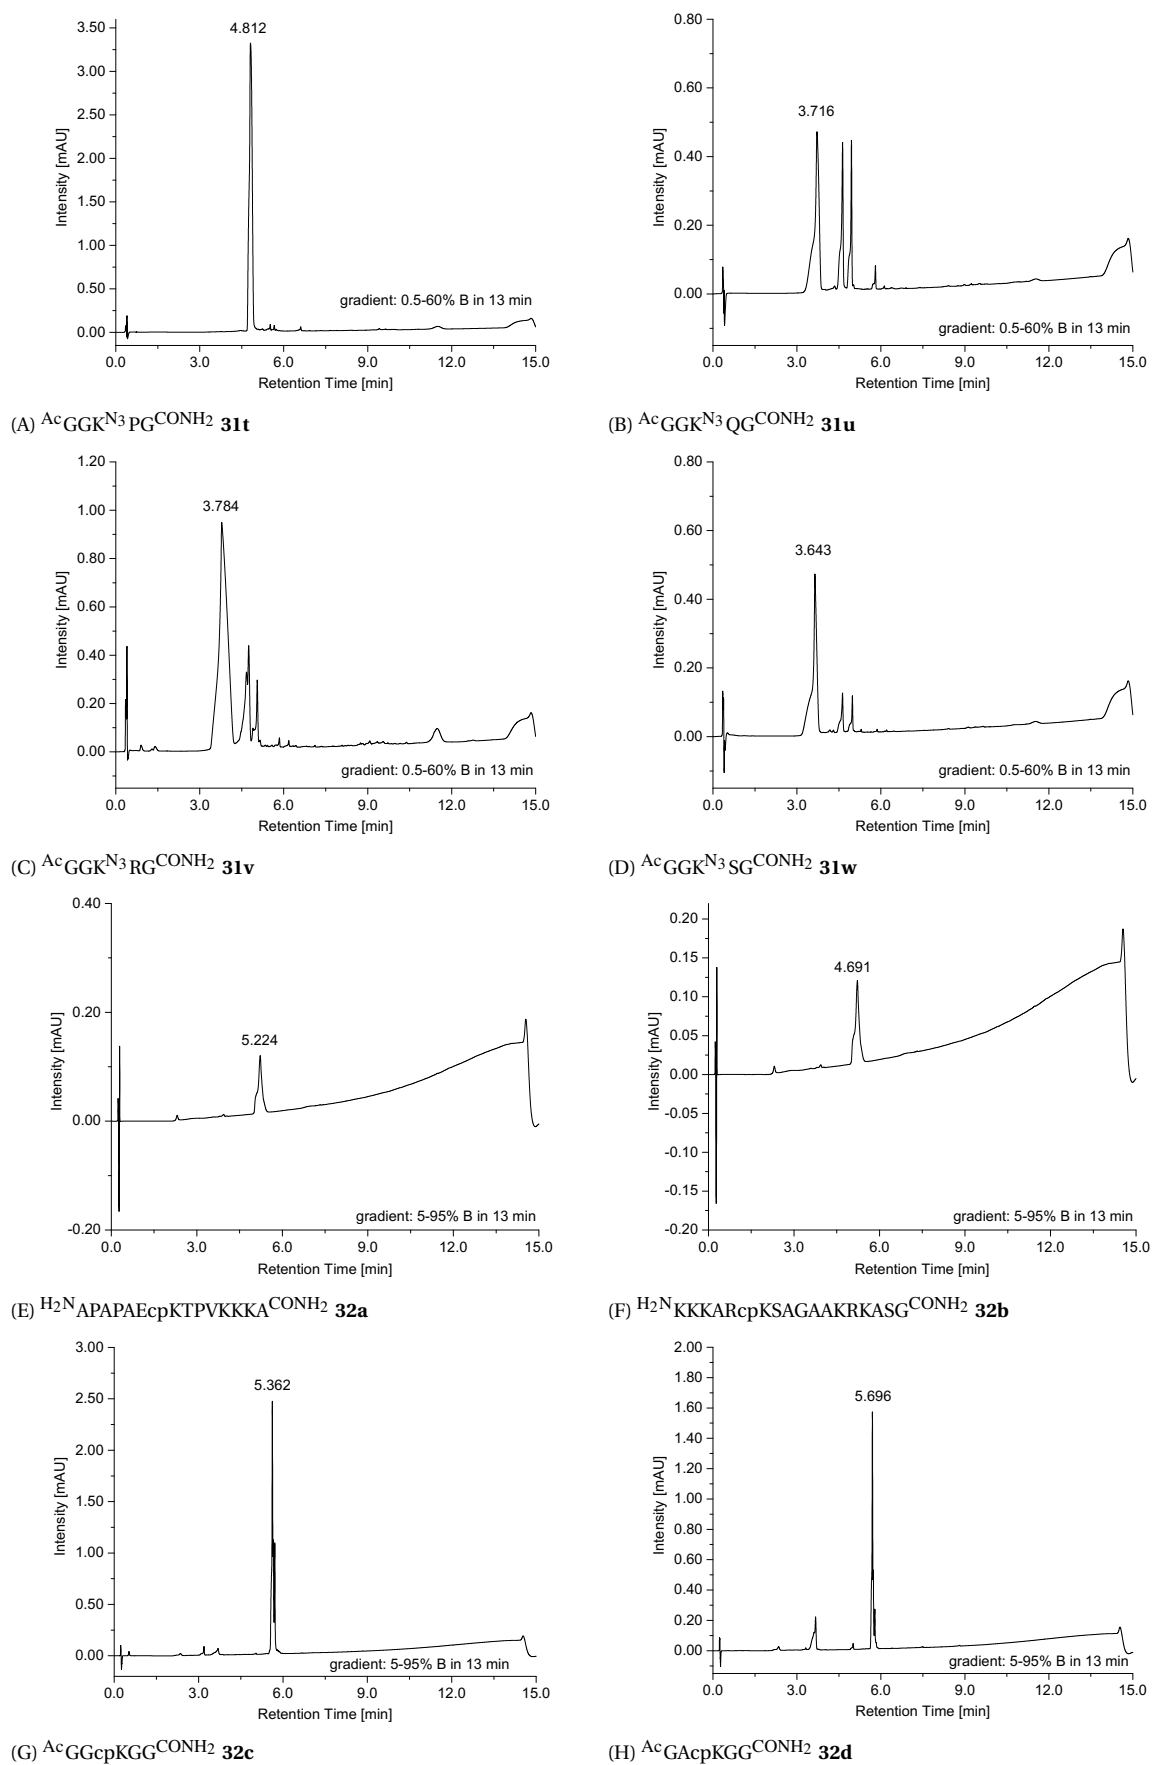 3.50
3.00
2.50
2.00
1.50
1.00
0.50
0.00
Intensity [mAU]
4.812
gradient: 0.5-60% B in 13 min
0.0 3.0 6.0 9.0 12.0 15.0
Retention Time [min]
(A) AcGGKN3PGCONH2 31t
0.80
0.60
0.40
0.20
0.00
Intensity [mAU]
3.716
gradient: 0.5-60% B in 13 min
0.0 3.0 6.0 9.0 12.0 15.0
Retention Time [min]
(B) AcGGKN3QGCONH2 31u
1.20
1.00
0.80
0.60
0.40
0.20
0.00
Intensity [mAU]
3.784
gradient: 0.5-60% B in 13 min
0.0 3.0 6.0 9.0 12.0 15.0
Retention Time [min]
(C) AcGGKN3RGCONH2 31v
0.80
0.60
0.40
0.20
0.00
Intensity [mAU]
3.643
gradient: 0.5-60% B in 13 min
0.0 3.0 6.0 9.0 12.0 15.0
Retention Time [min]
(D) AcGGKN3SGCONH2 31w
0.40
0.20
0.00
-0.20
Intensity [mAU]
5.224
gradient: 5-95% B in 13 min
0.0 3.0 6.0 9.0 12.0 15.0
Retention Time [min]
(E) H2NAPAPAEcpKTPVKKKACONH2 32a
0.20
0.15
0.10
0.05
0.00
-0.05
-0.10
-0.15
-0.20
Intensity [mAU]
4.691
gradient: 5-95% B in 13 min
0.0 3.0 6.0 9.0 12.0 15.0
Retention Time [min]
(F) H2NKKKARcpKSAGAAKRKASGCONH2 32b
3.00
2.50
2.00
1.50
1.00
0.50
0.00
Intensity [mAU]
5.362
gradient: 5-95% B in 13 min
0.0 3.0 6.0 9.0 12.0 15.0
Retention Time [min]
(G) AcGGcpKGGCONH2 32c
2.00
1.80
1.60
1.40
1.20
1.00
0.80
0.60
0.40
0.20
0.00
Intensity [mAU]
5.696
gradient: 5-95% B in 13 min
0.0 3.0 6.0 9.0 12.0 15.0
Retention Time [min]
(H) AcGAcpKGGCONH2 32d